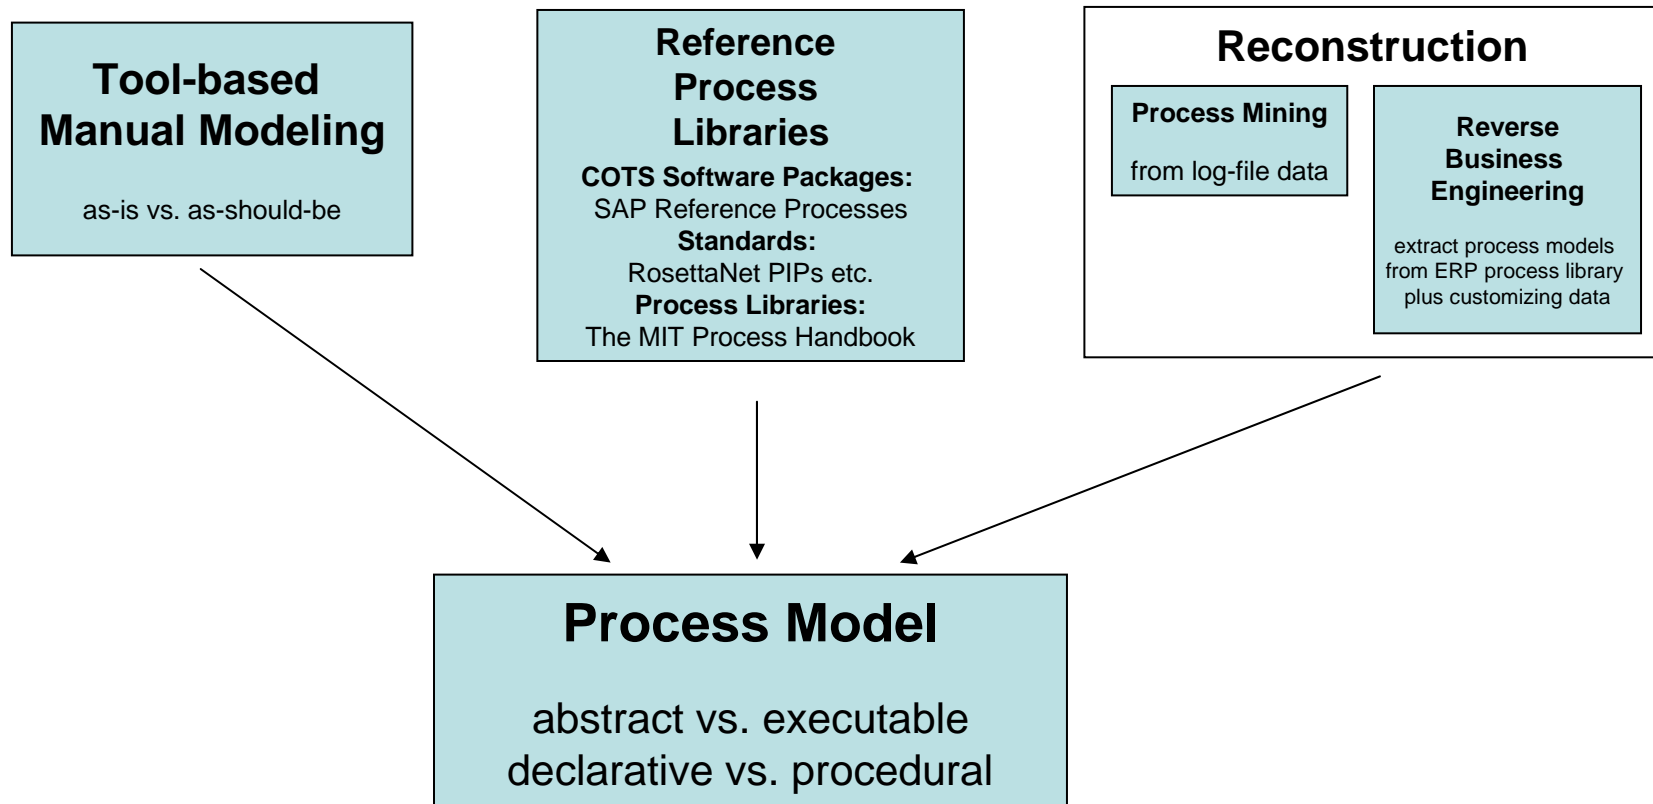 Tool-based
Manual Modeling
as-is vs. as-should-be
Reference
Process
Libraries
COTS Software Packages:
SAP Reference Processes
Standards:
RosettaNet PIPs etc.
Process Libraries:
The MIT Process Handbook
Reconstruction
Process Mining
from log-file data
Reverse
Business
Engineering
extract process models
from ERP process library
plus customizing data
Process Model
abstract vs. executable
declarative vs. procedural